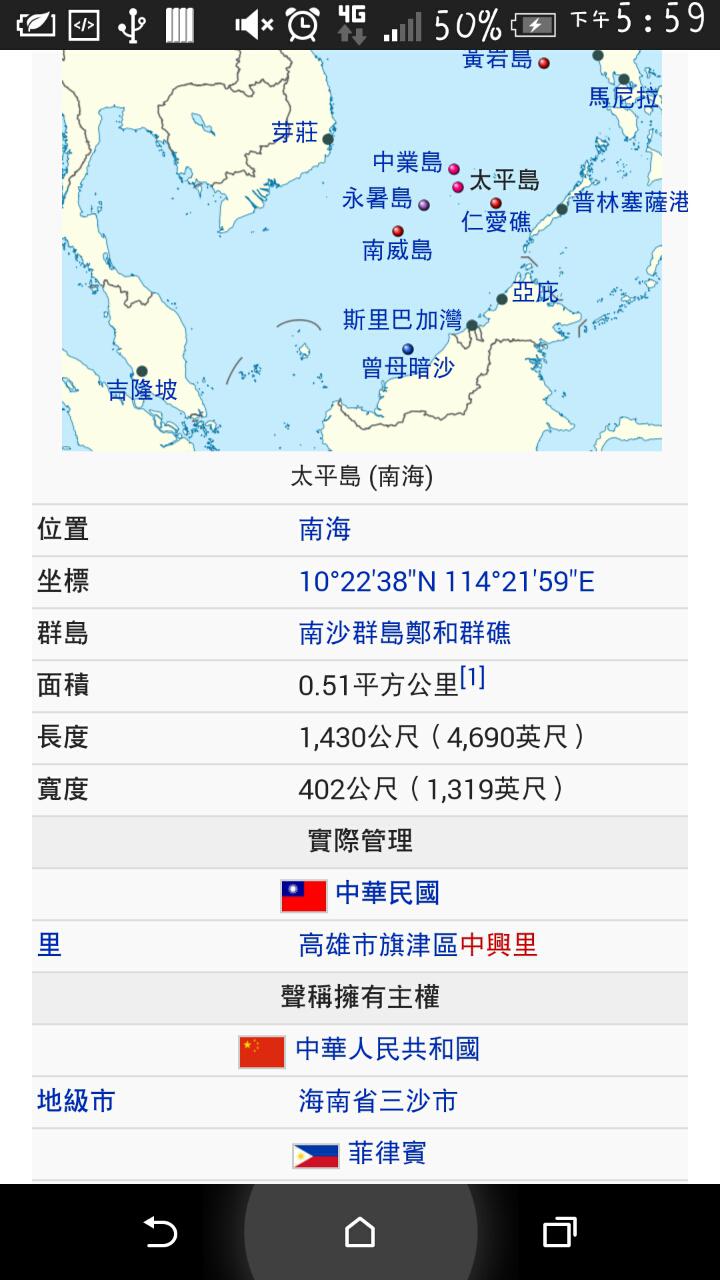 4G 50% 下午5:59
黃岩島
馬尼拉
芽莊
中業島
太平島
永暑島
普林塞薩港
仁愛礁
南威島
亞庇
斯里巴加灣
曾母暗沙
吉隆坡
太平島 (南海)
位置 南海
坐標 10°22'38"N 114°21'59"E
群島 南沙群島鄭和群礁
面積 0.51平方公里[1]
長度 1,430公尺（4,690英尺）
寬度 402公尺（1,319英尺）
實際管理
中華民國
里 高雄市旗津區中興里
聲稱擁有主權
中華人民共和國
地級市 海南省三沙市
菲律賓